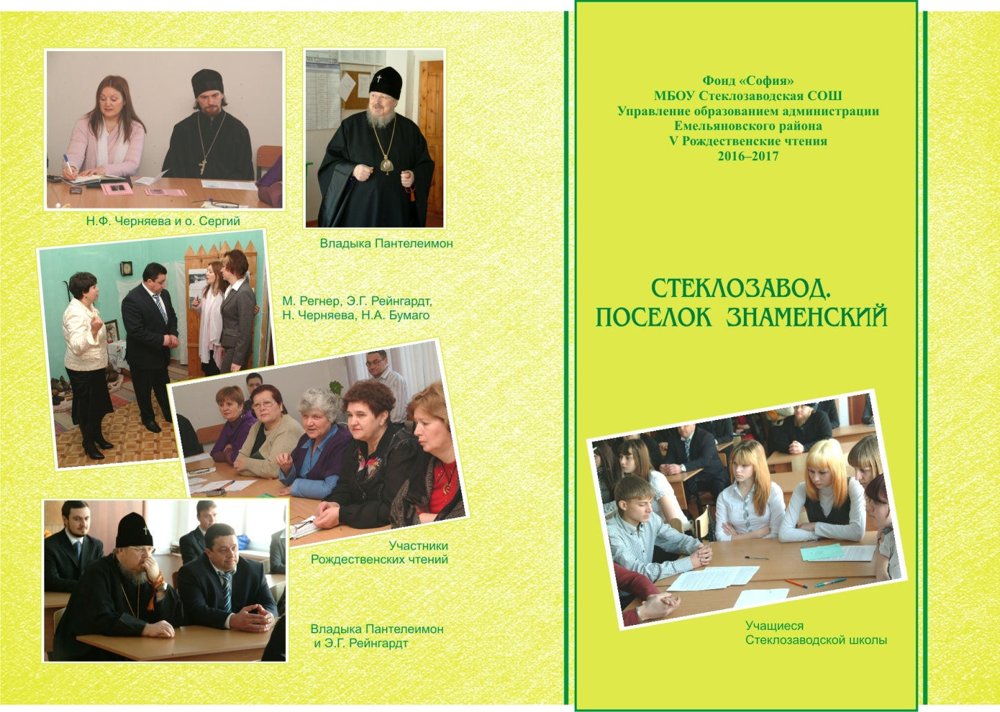 Н.Ф. Черняева и о. Сергий
Владыка Пантелеимон
М. Регнер, Э.Г. Рейнгардт,
Н. Черняева, Н.А. Бумаго
Участники
Рождественских чтений
Владыка Пантелеимон
и Э.Г. Рейнгардт
Фонд «София»
МБОУ Стеклозаводская СОШ
Управление образованием администрации
Емельяновского района
V Рождественские чтения
2016–2017
СТЕКЛОЗАВОД.
ПОСЕЛОК ЗНАМЕНСКИЙ
Учащиеся
Стеклозаводской школы